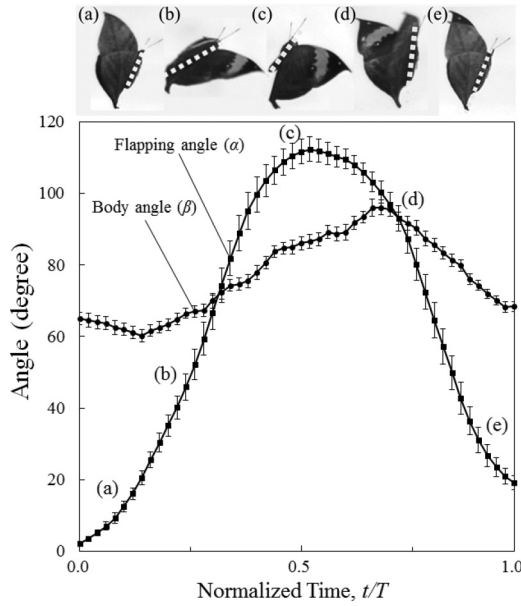 (a) (b) (c) (d) (e)
120
100
80
60
40
20
0
Angle (degree)
Flapping angle (α)
Body angle (β)
(a)
(b)
(c)
(d)
(e)
0.0 0.5 1.0
Normalized Time, t/T